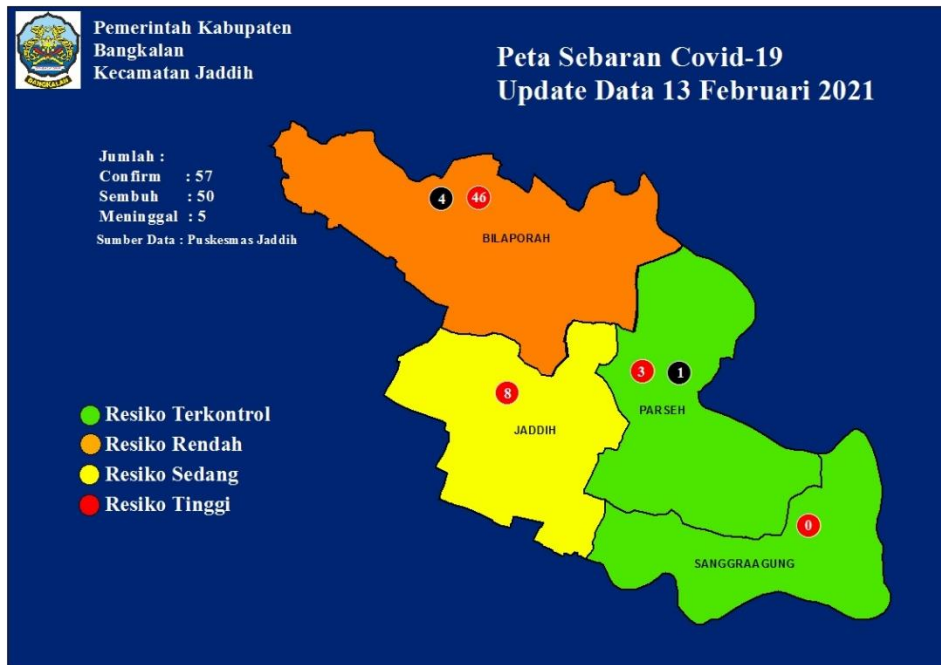 Pemerintah Kabupaten
Bangkalan
Kecamatan Jaddih
BANGKALAN
Peta Sebaran Covid-19
Update Data 13 Februari 2021
Jumlah :
Confirm : 57
Sembuh : 50
Meninggal : 5
Sumber Data : Puskesmas Jaddih
4 46
BILAPORAH
3 1
PARSEH
8
JADDIH
0
SANGGRAAGUNG
Resiko Terkontrol
Resiko Rendah
Resiko Sedang
Resiko Tinggi